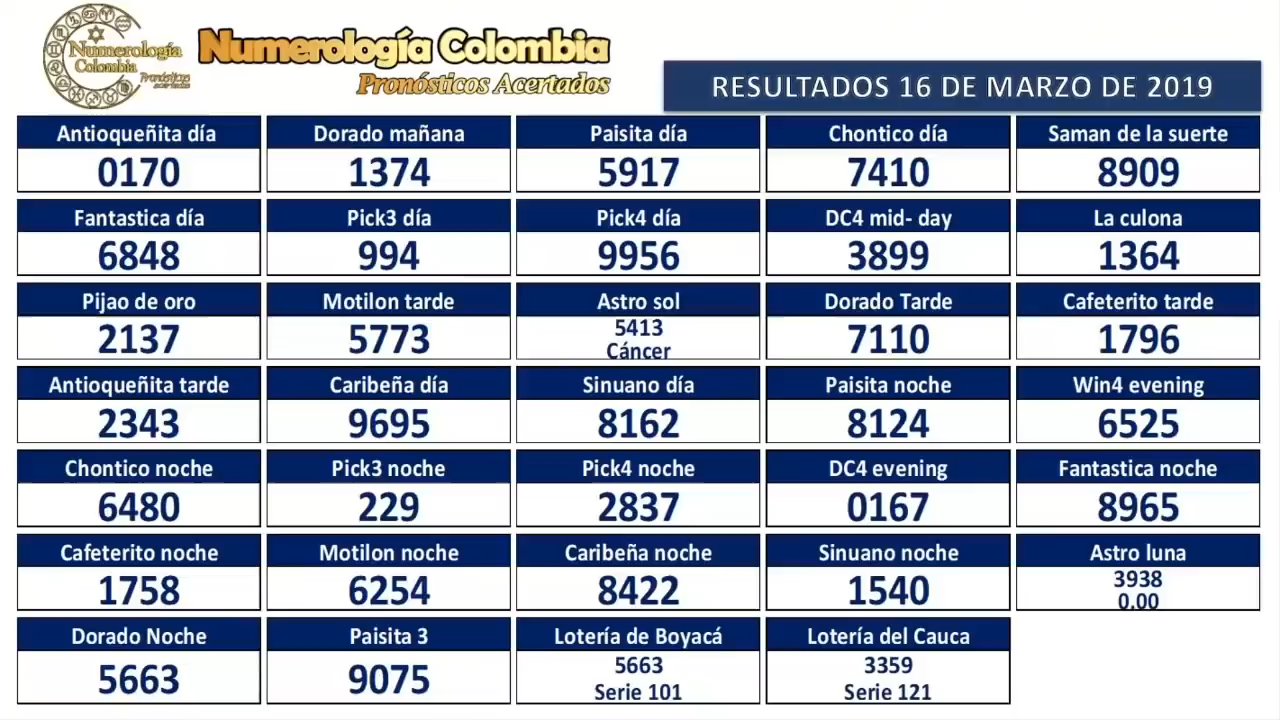 Numerología
Colombia
Pronósticos
acertados
Numerología Colombia
Pronósticos Acertados
RESULTADOS 16 DE MARZO DE 2019
Antioqueñita día Dorado mañana Paisita día Chontico día Saman de la suerte
0170 1374 5917 7410 8909
Fantastica día Pick3 día Pick4 día DC4 mid- day La culona
6848 994 9956 3899 1364
Pijao de oro Motilon tarde Astro sol Dorado Tarde Cafeterito tarde
2137 5773 5413 7110 1796
Cáncer
Antioqueñita tarde Caribeña día Sinuano día Paisita noche Win4 evening
2343 9695 8162 8124 6525
Chontico noche Pick3 noche Pick4 noche DC4 evening Fantastica noche
6480 229 2837 0167 8965
Cafeterito noche Motilon noche Caribeña noche Sinuano noche Astro luna
1758 6254 8422 1540 3938
0.00
Dorado Noche Paisita 3 Lotería de Boyacá Lotería del Cauca
5663 9075 5663 3359
Serie 101 Serie 121